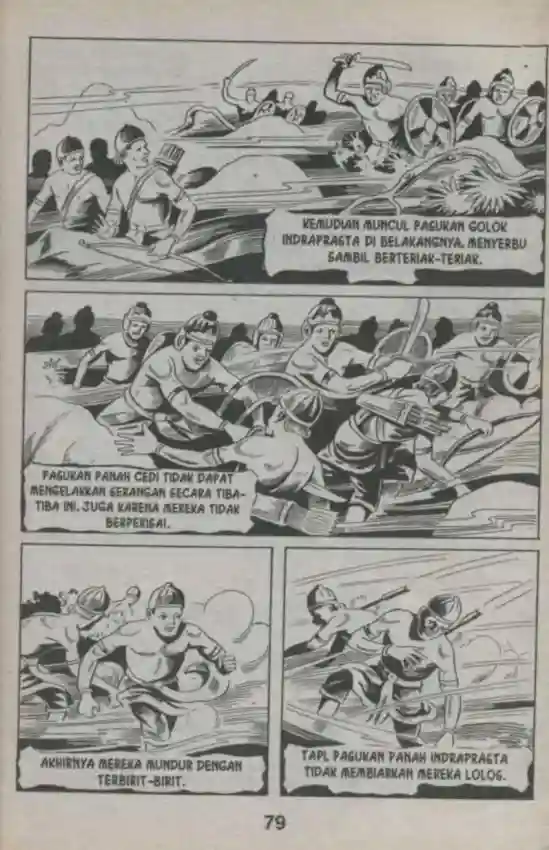 KEMUDIAN MUNCUL PASUKAN GOLOK
INDRAPRASTA DI BELAKANGNYA, MENYERBU
SAMBIL BERTERIAK-TERIAK.
PASUKAN PANAH CEDI TIDAK DAPAT
MENGELAKKAN SERANGAN SECARA TIBA-
TIBA INI. JUGA KARENA MEREKA TIDAK
BERPERISAI.
AKHIRNYA MEREKA MUNDUR DENGAN
TERBIRIT-BIRIT.
TAPI, PASUKAN PANAH INDRAPRASTA
TIDAK MEMBIARKAN MEREKA LOLOS.
79